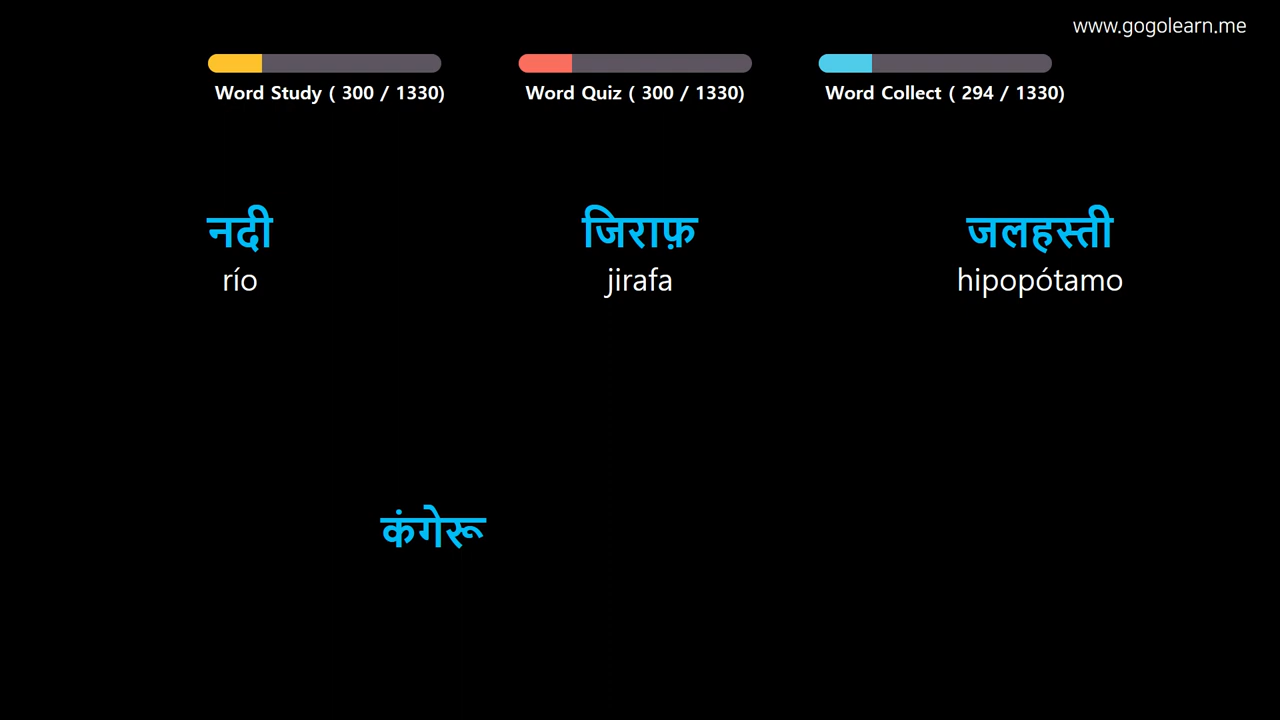 www.gogolearn.me
Word Study ( 300 / 1330)
Word Quiz ( 300 / 1330)
Word Collect ( 294 / 1330)
नदी
río
जिराफ़
jirafa
जलहस्ती
hipopótamo
कंगेरू